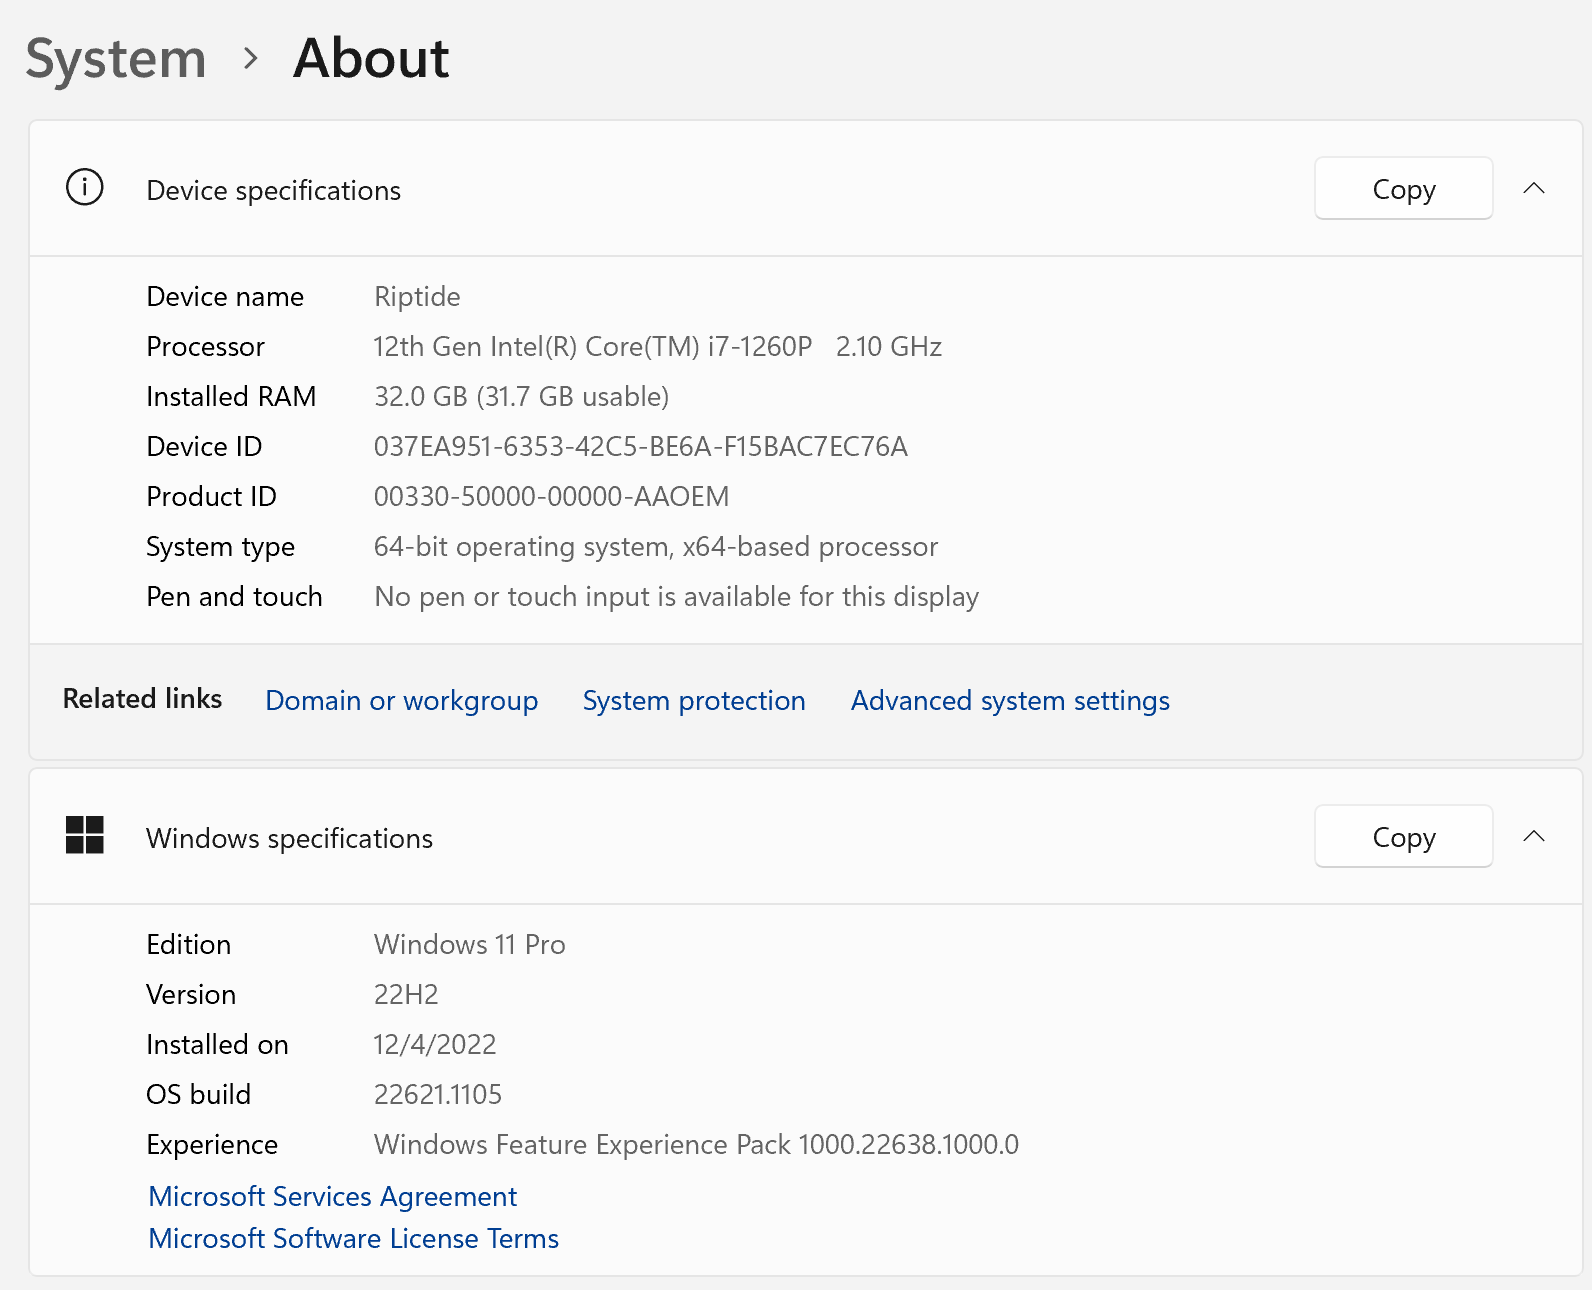 System > About
Device specifications Copy
Device name Riptide
Processor 12th Gen Intel(R) Core(TM) i7-1260P 2.10 GHz
Installed RAM 32.0 GB (31.7 GB usable)
Device ID 037EA951-6353-42C5-BE6A-F15BAC7EC76A
Product ID 00330-50000-00000-AAOEM
System type 64-bit operating system, x64-based processor
Pen and touch No pen or touch input is available for this display
Related links Domain or workgroup System protection Advanced system settings
Windows specifications Copy
Edition Windows 11 Pro
Version 22H2
Installed on 12/4/2022
OS build 22621.1105
Experience Windows Feature Experience Pack 1000.22638.1000.0
Microsoft Services Agreement
Microsoft Software License Terms